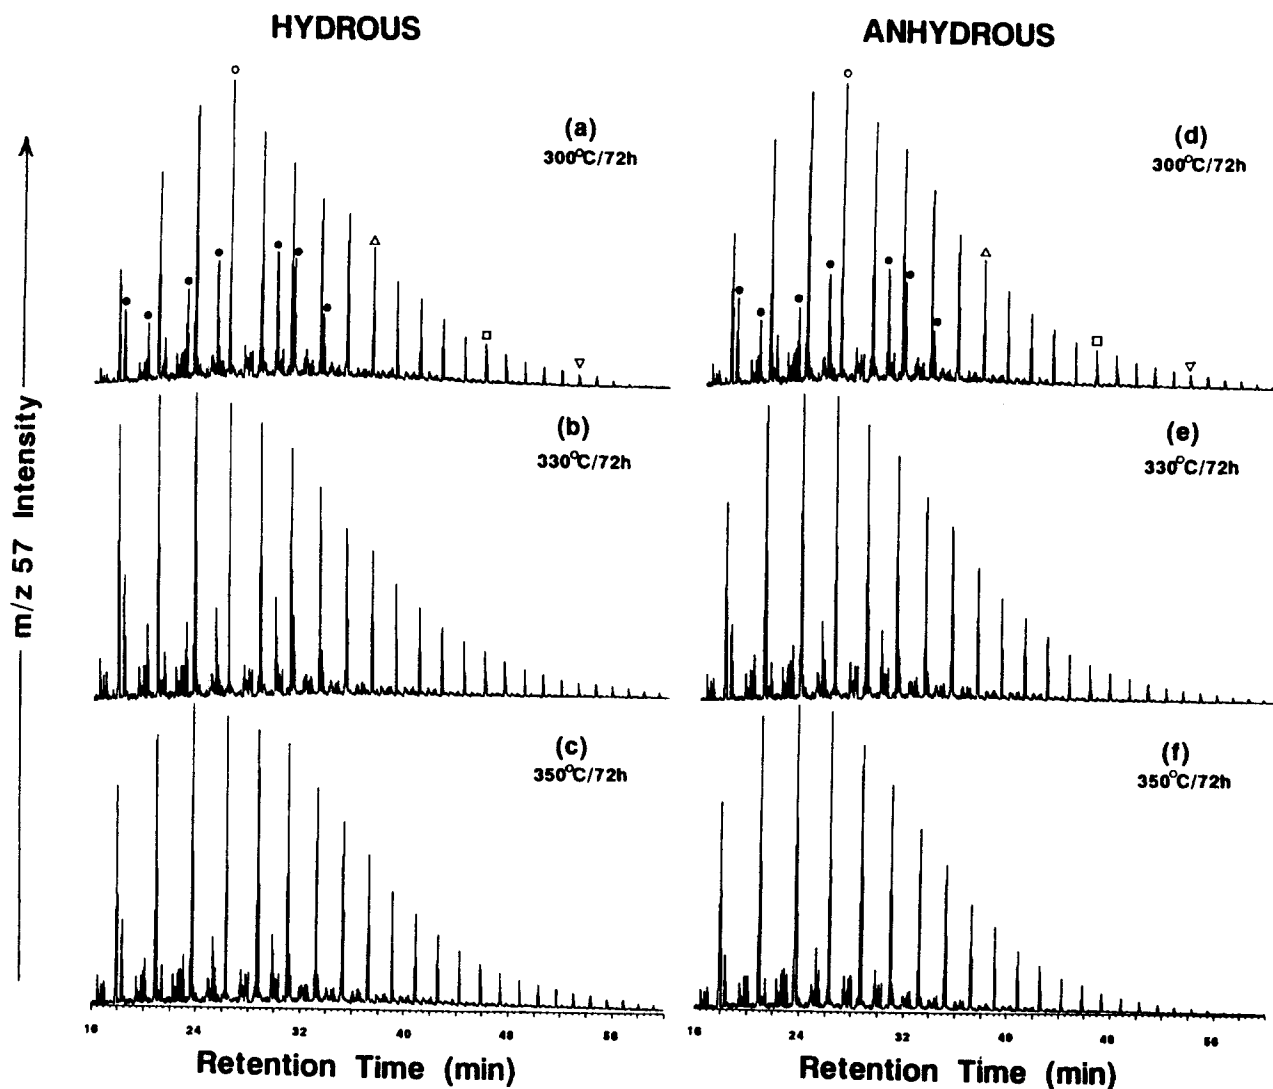 HYDROUS
ANHYDROUS
(a)
300°C/72h
(d)
300°C/72h
(b)
330°C/72h
(e)
330°C/72h
(c)
350°C/72h
(f)
350°C/72h
m/z 57 Intensity
16 24 32 40 48 56
16 24 32 40 48 56
Retention Time (min)
Retention Time (min)